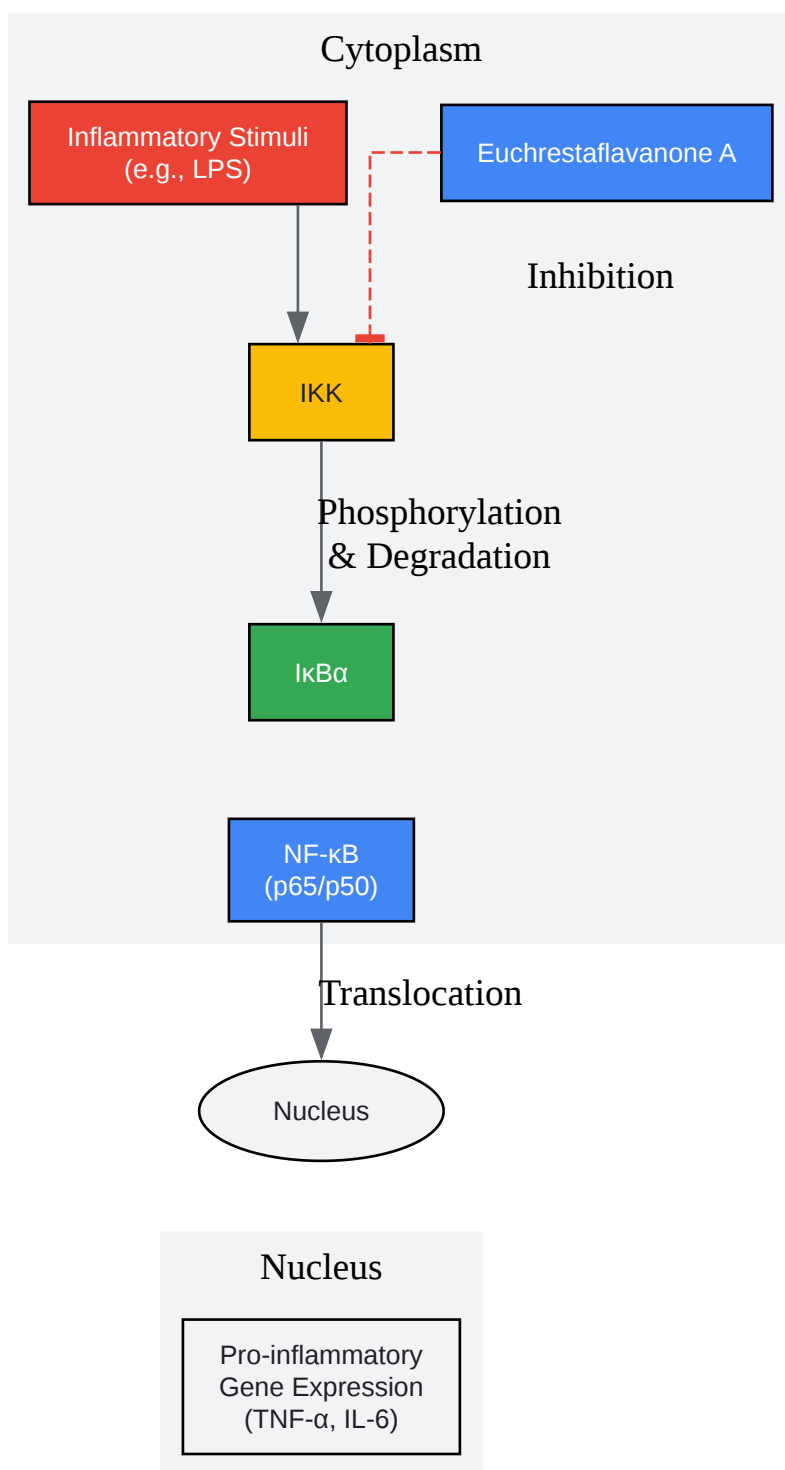 Cytoplasm
Inflammatory Stimuli
(e.g., LPS)
Euchrestaflavanone A
Inhibition
IKK
Phosphorylation
& Degradation
IκBα
NF-κB
(p65/p50)
Translocation
Nucleus
Nucleus
Pro-inflammatory
Gene Expression
(TNF-α, IL-6)